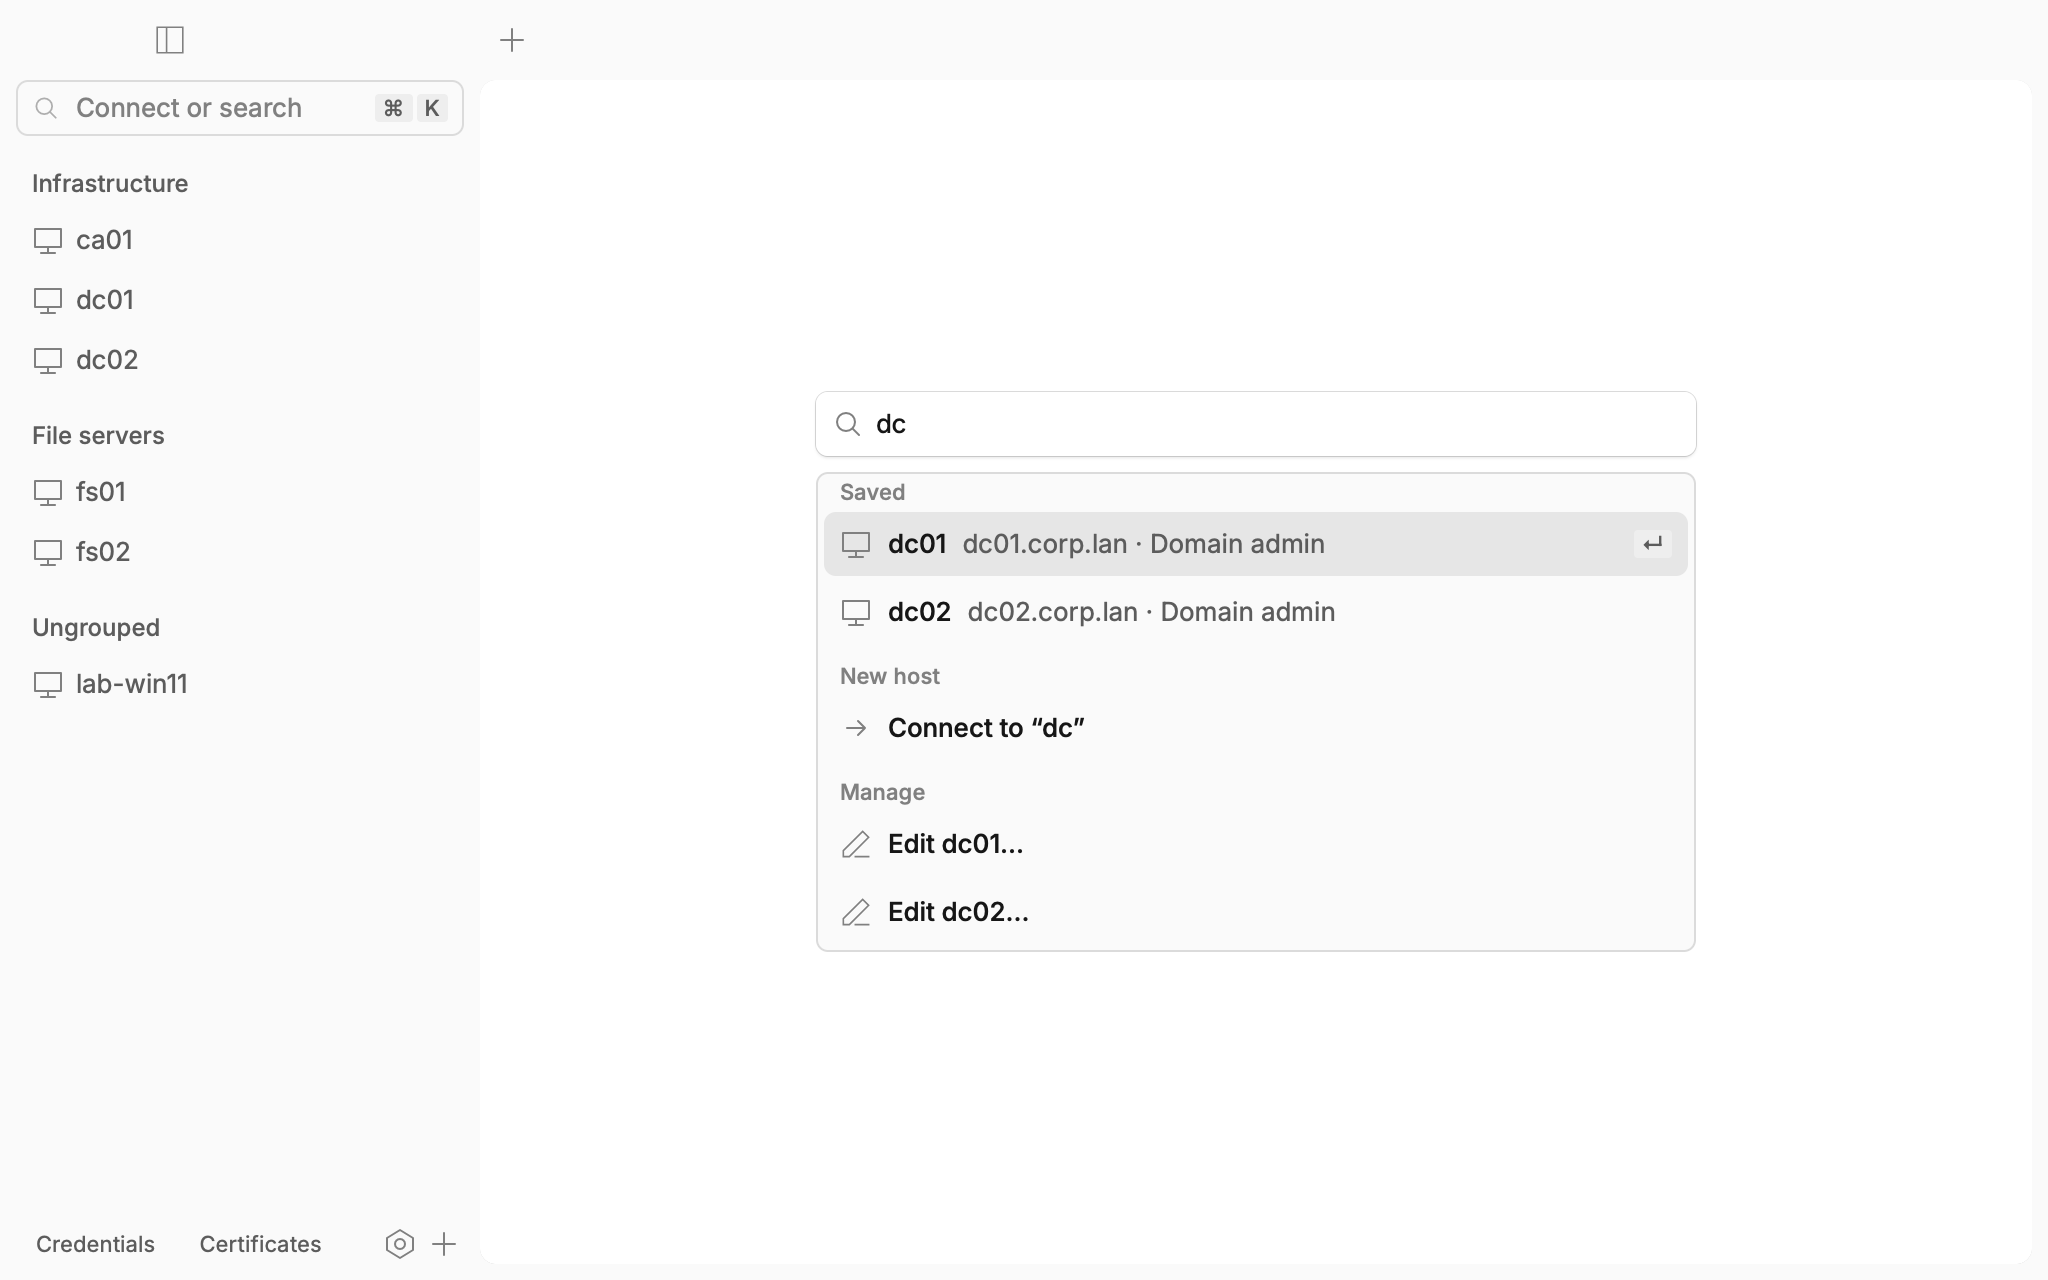 Connect or search ⌘ K
Infrastructure
ca01
dc01
dc02
File servers
fs01
fs02
Ungrouped
lab-win11
Credentials
Certificates
dc
Saved
dc01 dc01.corp.lan · Domain admin ↵
dc02 dc02.corp.lan · Domain admin
New host
Connect to “dc”
Manage
Edit dc01...
Edit dc02...